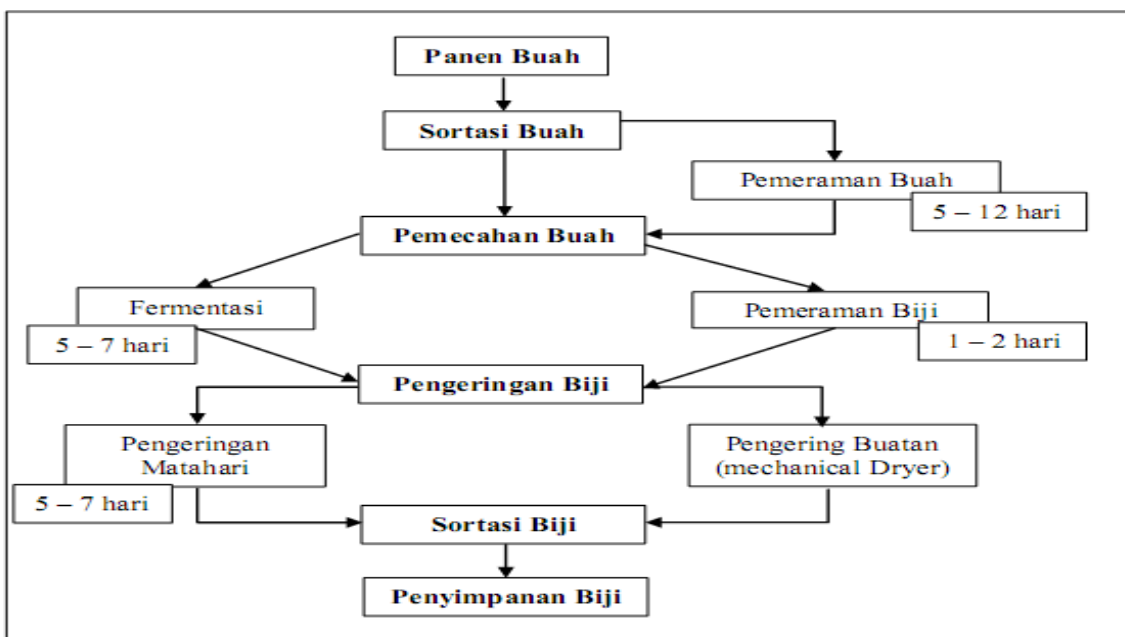 Panen Buah
Sortasi Buah
Pemeraman Buah
5 – 12 hari
Pemecahan Buah
Fermentasi
5 – 7 hari
Pemeraman Biji
1 – 2 hari
Pengeringan Biji
Pengeringan
Matahari
5 – 7 hari
Pengering Buatan
(mechanical Dryer)
Sortasi Biji
Penyimpanan Biji